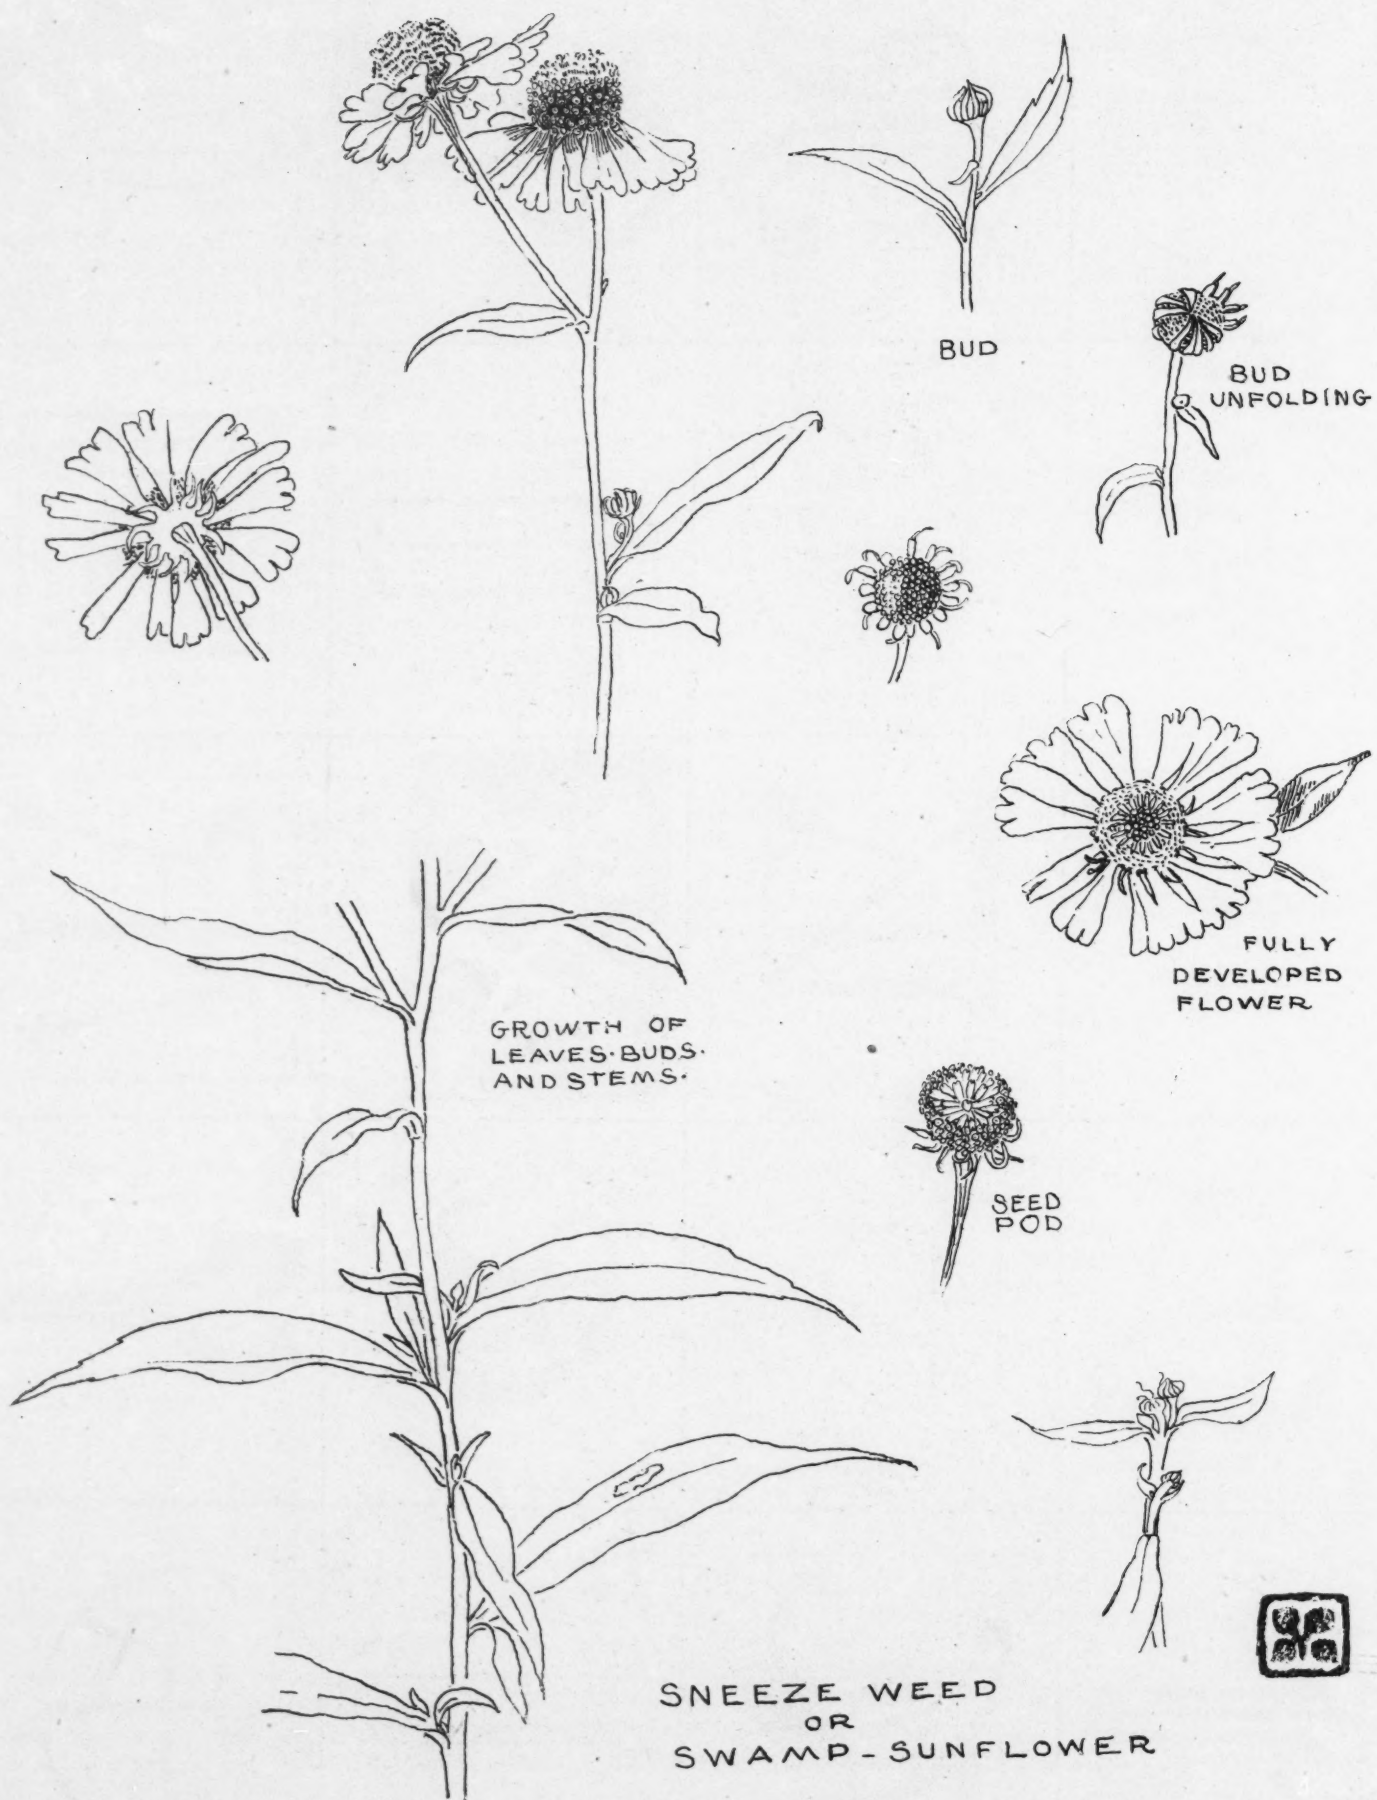 BUD
BUD
UNFOLDING
FULLY
DEVELOPED
FLOWER
GROWTH OF
LEAVES·BUDS·
AND STEMS·
SEED
POD
SNEEZE WEED
OR
SWAMP-SUNFLOWER